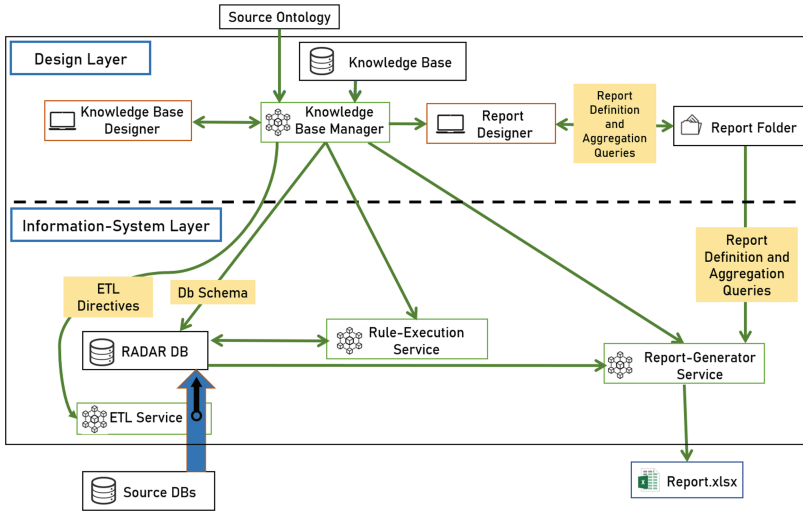 Source Ontology
Design Layer
Knowledge Base
Knowledge Base
Designer
Knowledge
Base Manager
Report
Designer
Report
Definition
and
Aggregation
Queries
Report Folder
Information-System Layer
ETL
Directives
Db Schema
Report
Definition and
Aggregation
Queries
RADAR DB
Rule-Execution
Service
Report-Generator
Service
ETL Service
Source DBs
Report.xlsx